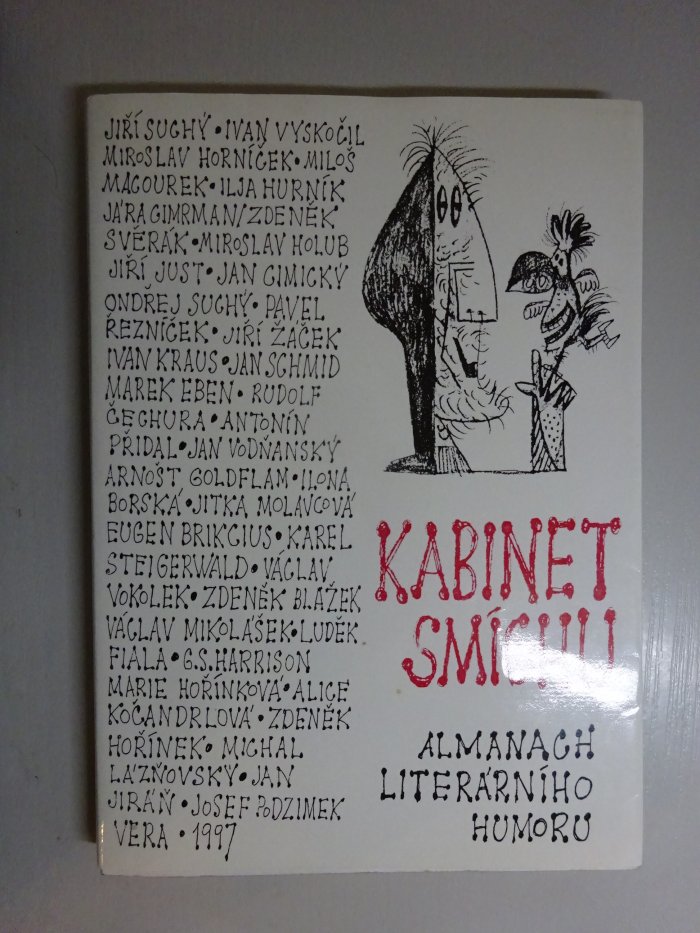 JIŘÍ SUCHÝ • IVAN VYSKOČIL
MIROSLAV HORNÍČEK • MILOŠ
MACOUREK • ILJA HURNÍK
JÁRA CIMRMAN/ZDENĚK
SVĚRÁK • MIROSLAV HOLUB
JIŘÍ JUST • JAN CIMICKÝ
ONDŘEJ SUCHÝ • PAVEL
ŘEZNÍČEK • JIŘÍ ŽÁČEK
IVAN KRAUS • JAN SCHMID
MAREK EBEN • RUDOLF
ČECHURA • ANTONÍN
PŘIDAL • JAN VODŇANSKÝ
ARNOŠT GOLDFLAM • ILONA
BORSKÁ • JITKA MOLAVCOVÁ
EUGEN BRIKCIUS • KAREL
STEIGERWALD • VÁCLAV
VOKOLEK • ZDENĚK BLAŽEK
VÁCLAV MIKOLÁŠEK • LUDĚK
FIALA • G.S. HARRISON
MARIE HOŘÍNKOVÁ • ALICE
KOČANDRLOVÁ • ZDENĚK
HOŘÍNEK • MICHAL
LÁZŇOVSKÝ • JAN
JIRÁŇ • JOSEF PODZIMEK
VERA • 1997
KABINET
SMÍCHU
ALMANACH
LITERÁRNÍHO
HUMORU